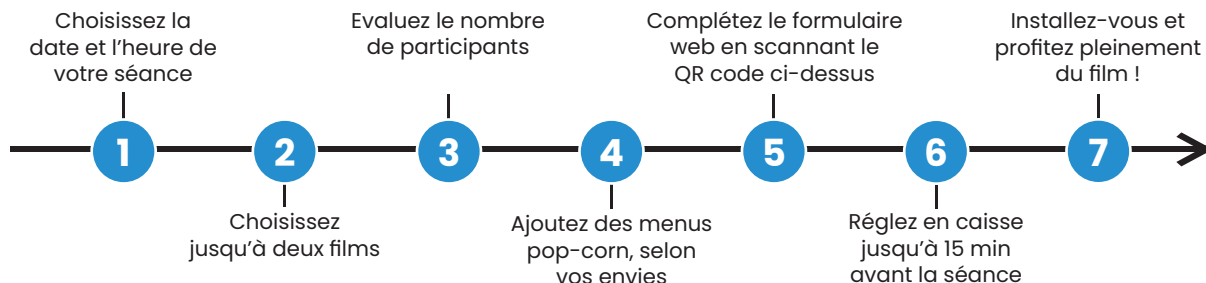 Choisissez la
date et l'heure de
votre séance
1
Choisissez
jusqu'à deux films
2
Evaluez le nombre
de participants
3
Ajoutez des menus
pop-corn, selon
vos envies
4
Complétez le formulaire
web en scannant le
QR code ci-dessus
5
Réglez en caisse
jusqu'à 15 min
avant la séance
6
Installez-vous et
profitez pleinement
du film !
7